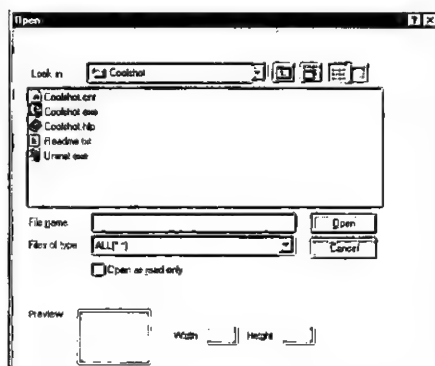 Open
Look in
Coolshot
Coolshot.cnt
Coolshot.exe
Coolshot.hlp
Readme.txt
Uninst.exe
File name
Open
Files of type
ALL(*.*)
Cancel
Open as read only
Preview
Width
Height